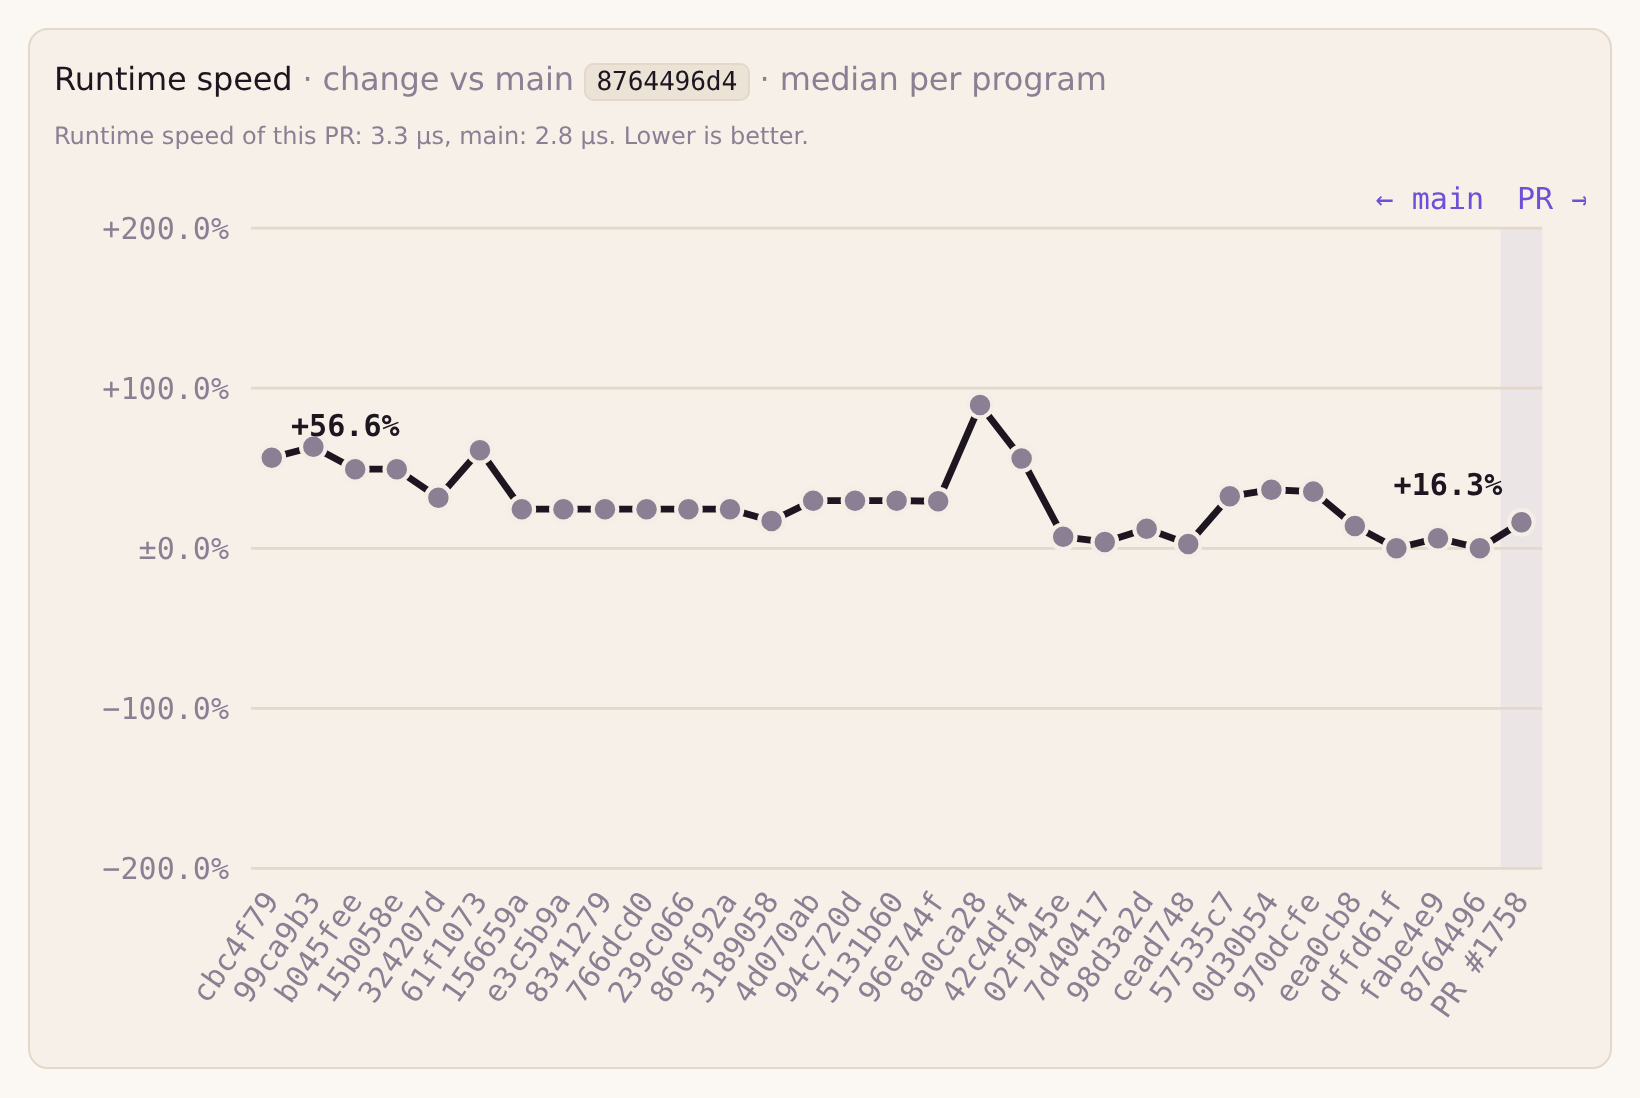 Runtime speed · change vs main 8764496d4 · median per program
Runtime speed of this PR: 3.3 µs, main: 2.8 µs. Lower is better.
← main PR →
+200.0%
+100.0%
±0.0%
−100.0%
−200.0%
+56.6%
+16.3%
cbc4f79
99ca9b3
b045fee
15b058e
324207d
61f1073
156659a
e3c5b9a
8341279
766dcd0
239c066
860f92a
3189058
4d070ab
94c720d
5131b60
96e744f
8a0ca28
42c4df4
02f945e
7d40417
98d3a2d
cead748
57535c7
0d30b54
970dcfe
eea0cb8
dffd61f
fabe4e9
8764496
PR #1758